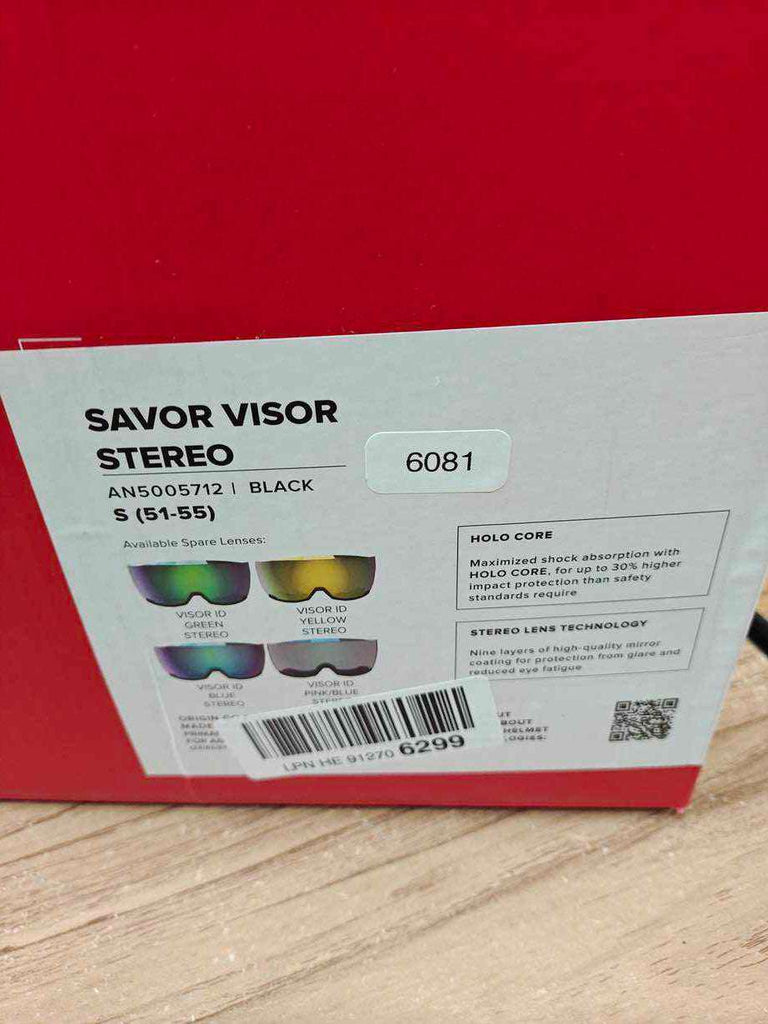 SAVOR VISOR
STEREO
6081
AN5005712 | BLACK
S (51-55)
Available Spare Lenses:
VISOR ID
GREEN
STEREO
VISOR ID
YELLOW
STEREO
VISOR ID
BLUE
STEREO
VISOR ID
PINK/BLUE
HOLO CORE
Maximized shock absorption with
HOLO CORE, for up to 30% higher
impact protection than safety
standards require
STEREO LENS TECHNOLOGY
Nine layers of high-quality mirror
coating for protection from glare and
reduced eye fatigue
ORIGIN
MADE
LPN HE 91270 6299